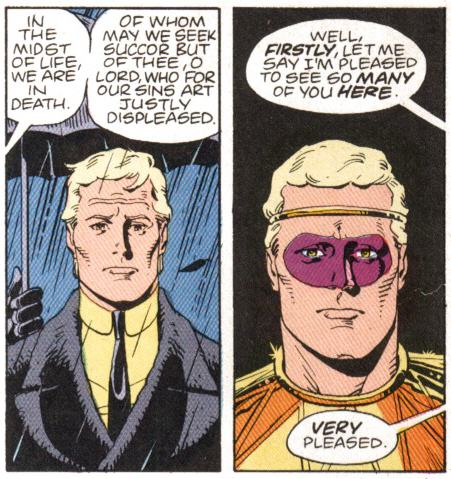 IN
THE
MIDST
OF LIFE,
WE ARE
IN
DEATH.
OF WHOM
MAY WE SEEK
SUCCOR BUT
OF THEE, O
LORD, WHO FOR
OUR SINS ART
JUSTLY
DISPLEASED.
WELL,
FIRSTLY, LET ME
SAY I'M PLEASED
TO SEE SO MANY
OF YOU HERE.
VERY
PLEASED.